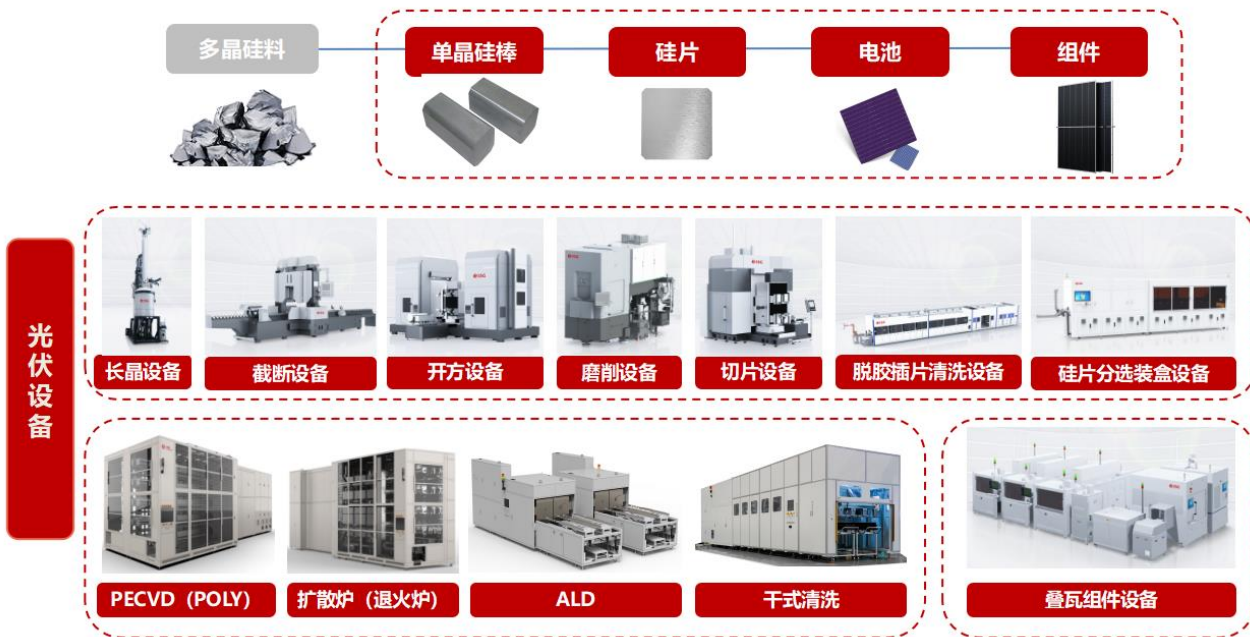 多晶硅料
单晶硅棒
硅片
电池
组件
光伏设备
长晶设备
截断设备
开方设备
磨削设备
切片设备
脱胶插片清洗设备
硅片分选装盒设备
PECVD（POLY）
扩散炉（退火炉）
ALD
干式清洗
叠瓦组件设备